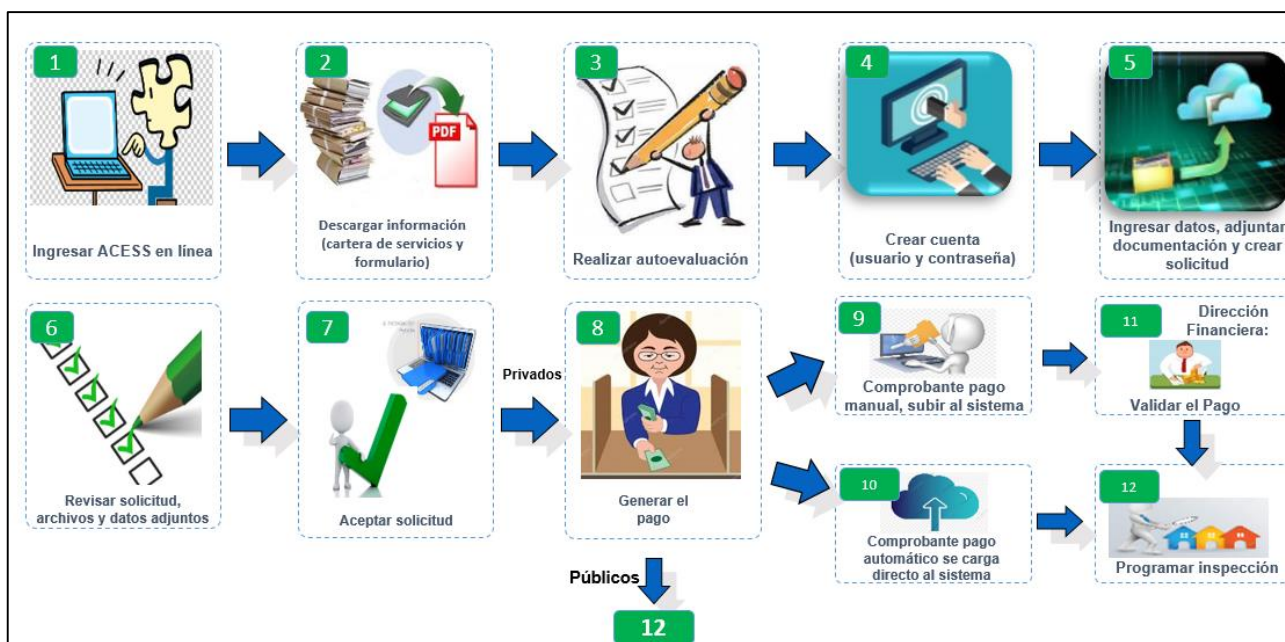 1
Ingresar ACESS en línea
2
PDF
Descargar información
(cartera de servicios y
formulario)
3
Realizar autoevaluación
4
Crear cuenta
(usuario y contraseña)
5
Ingresar datos, adjuntar
documentación y crear
solicitud
6
Revisar solicitud,
archivos y datos adjuntos
7
Aceptar solicitud
Privados
8
Generar el
pago
Públicos
12
9
Comprobante pago
manual, subir al sistema
10
Comprobante pago
automático se carga
directo al sistema
11
Dirección
Financiera:
Validar el Pago
12
Programar inspección